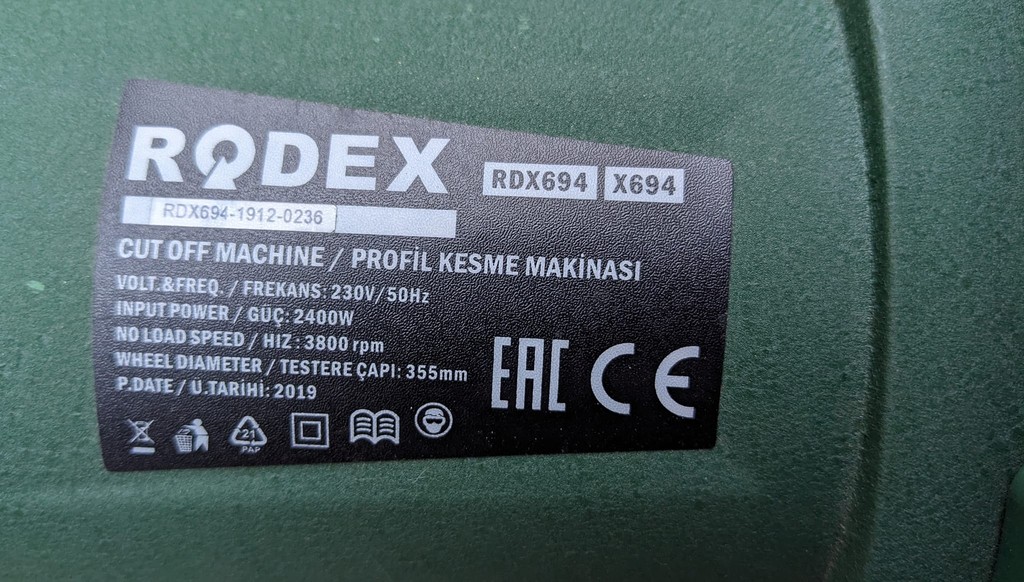 RODEX RDX694 X694
RDX694-1912-0236
CUT OFF MACHINE / PROFİL KESME MAKİNASI
VOLT.&FREQ. / FREKANS: 230V/50Hz
INPUT POWER / GÜÇ: 2400W
NO LOAD SPEED / HIZ : 3800 rpm
WHEEL DIAMETER / TESTERE ÇAPI: 355mm
P.DATE / Ü.TARİHİ: 2019
EAC CE
21
PAP